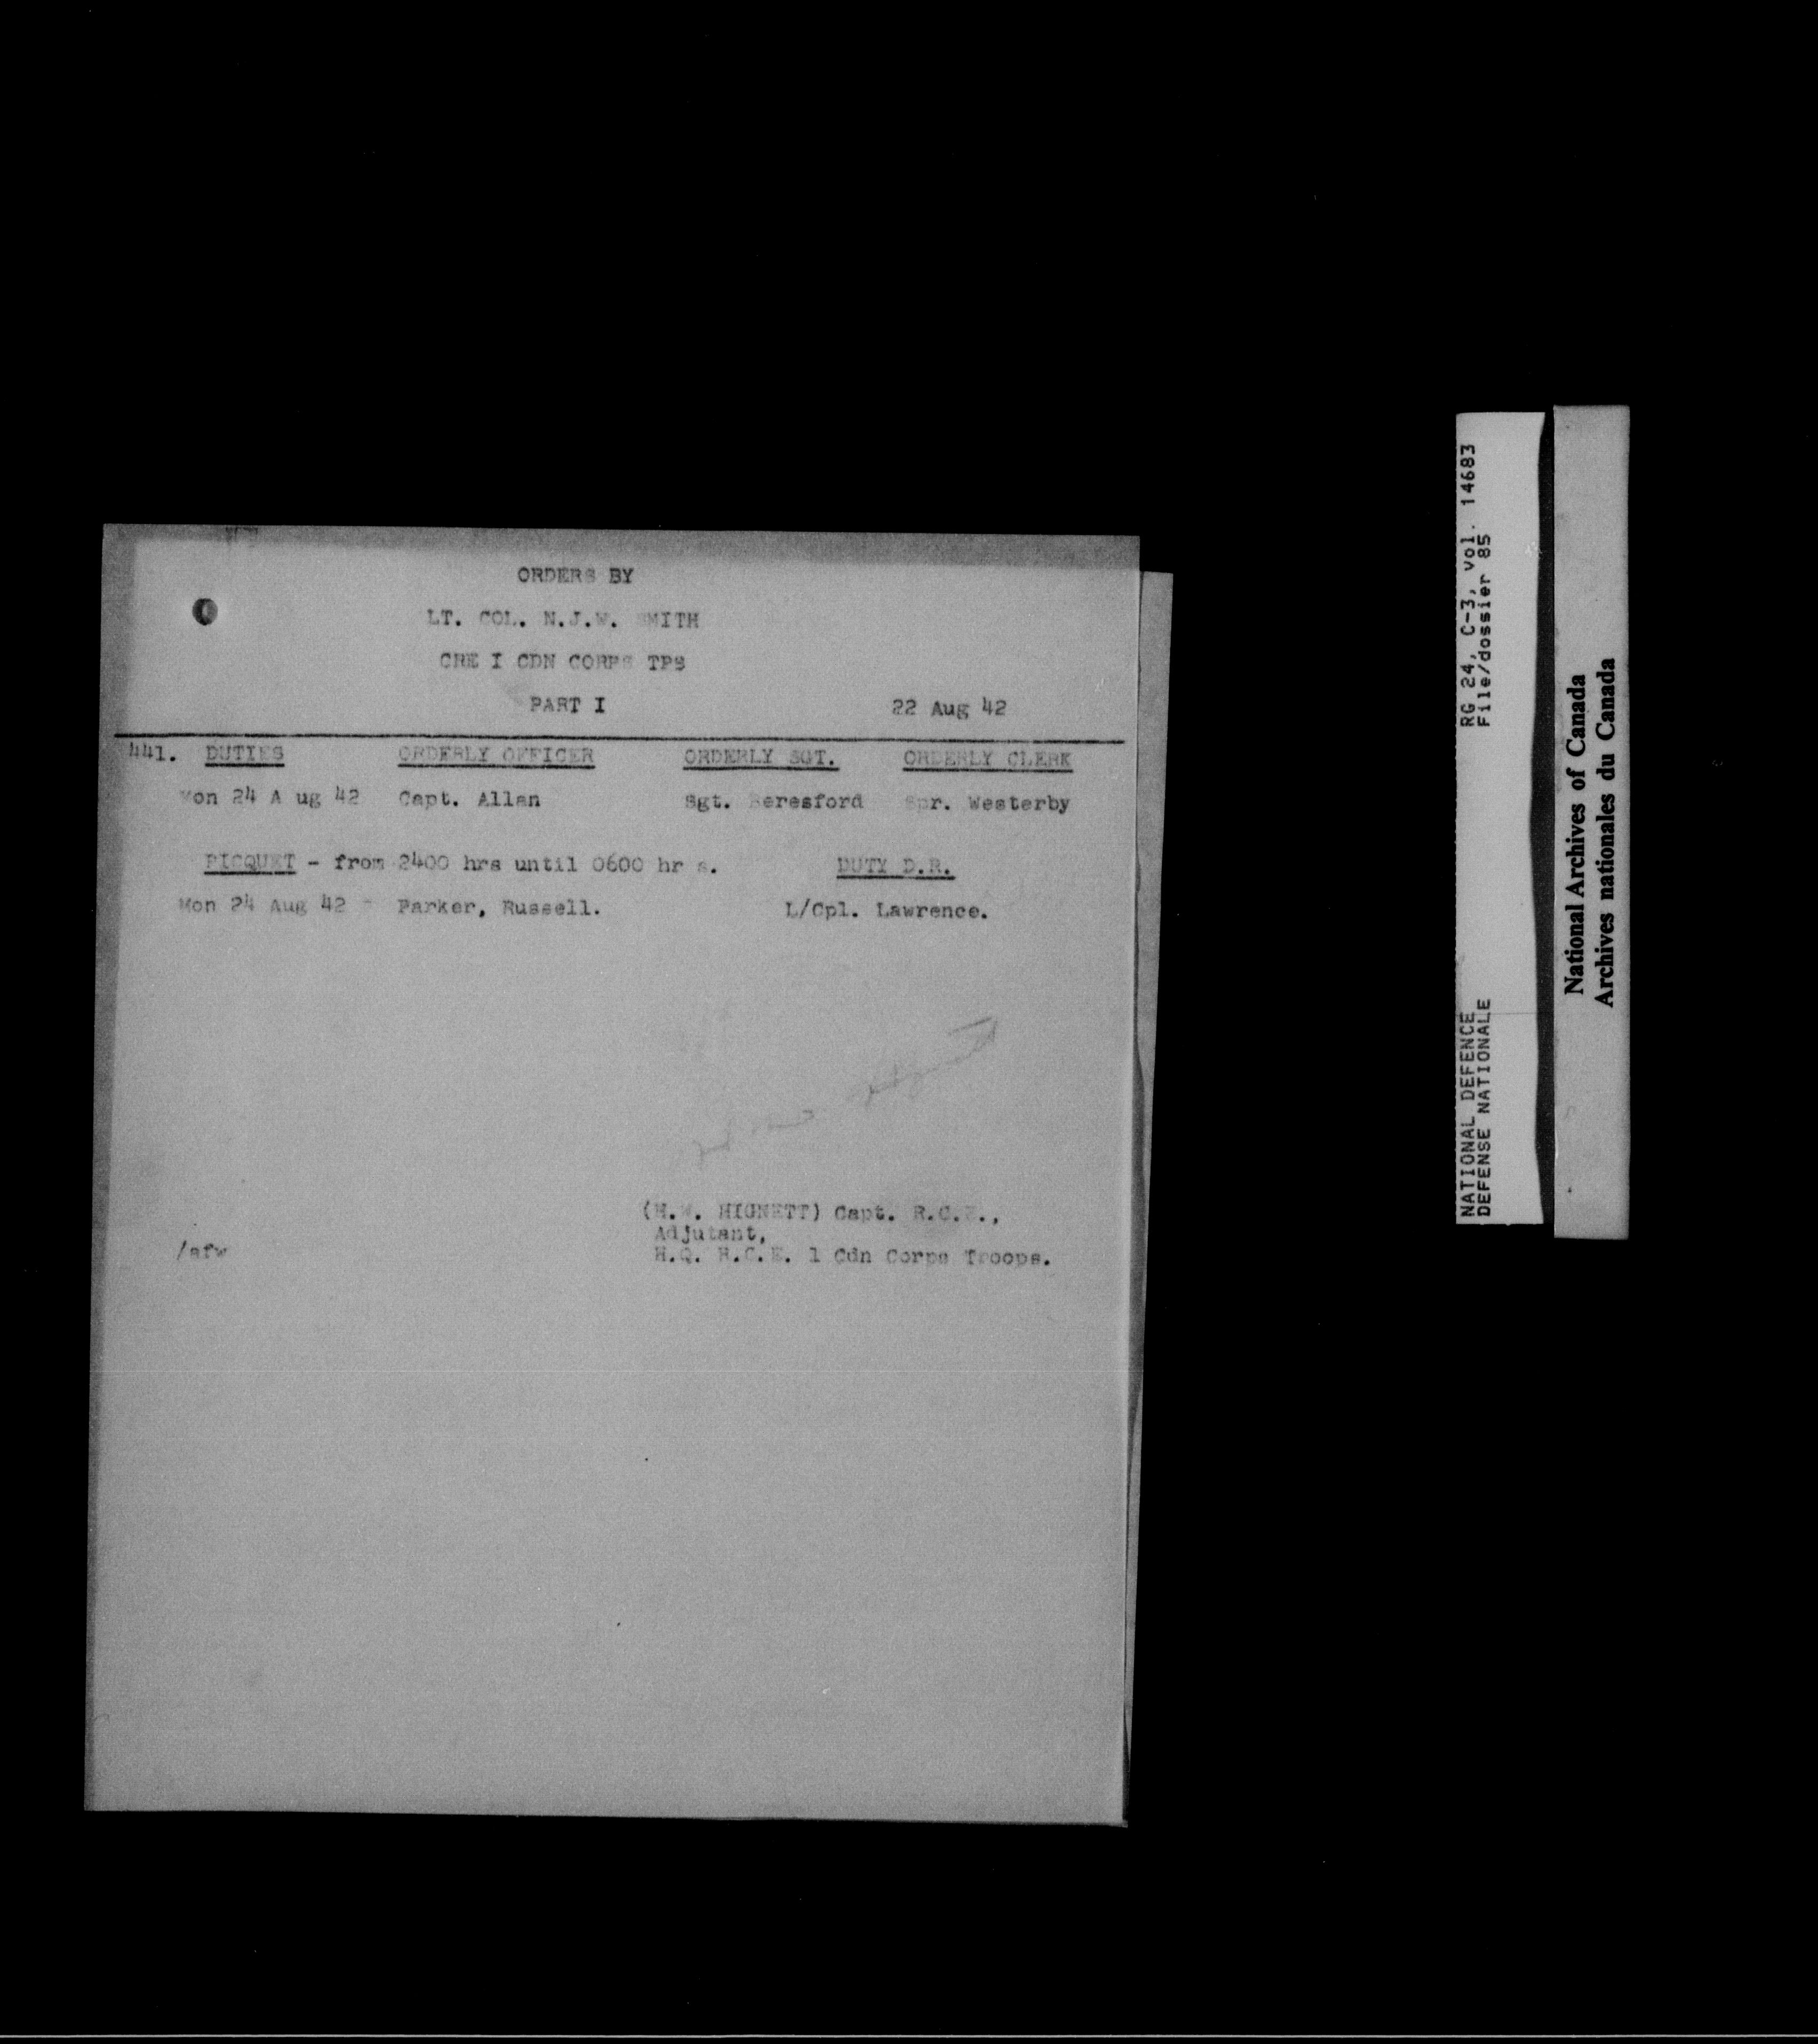 ORDERS BY
LT. COL. N.J.W. SMITH
CRE I CDN CORPS TPS
PART I 22 Aug 42
441. DUTIES ORDERLY OFFICER ORDERLY SGT. ORDERLY CLERK
Mon 24 A ug 42 Capt. Allan Sgt. Beresford Spr. Westerby
PICQUET - from 2400 hrs until 0600 hr s. DUTY D.R.
Mon 24 Aug 42 - Parker, Russell. L/Cpl. Lawrence.
(H.W. HIGNETT) Capt. R.C.E.,
Adjutant,
/afw H.Q. R.C.E. 1 Cdn Corps Troops.
NATIONAL DEFENCE RG 24, C-3, vol. 14683
DEFENSE NATIONALE File/dossier 85
National Archives of Canada
Archives nationales du Canada